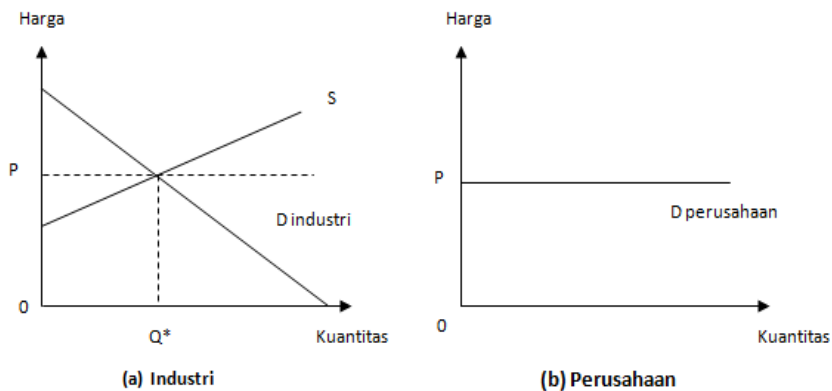 Harga
S
P
D industri
0
Q*
Kuantitas
(a) Industri
Harga
P
D perusahaan
0
Kuantitas
(b) Perusahaan